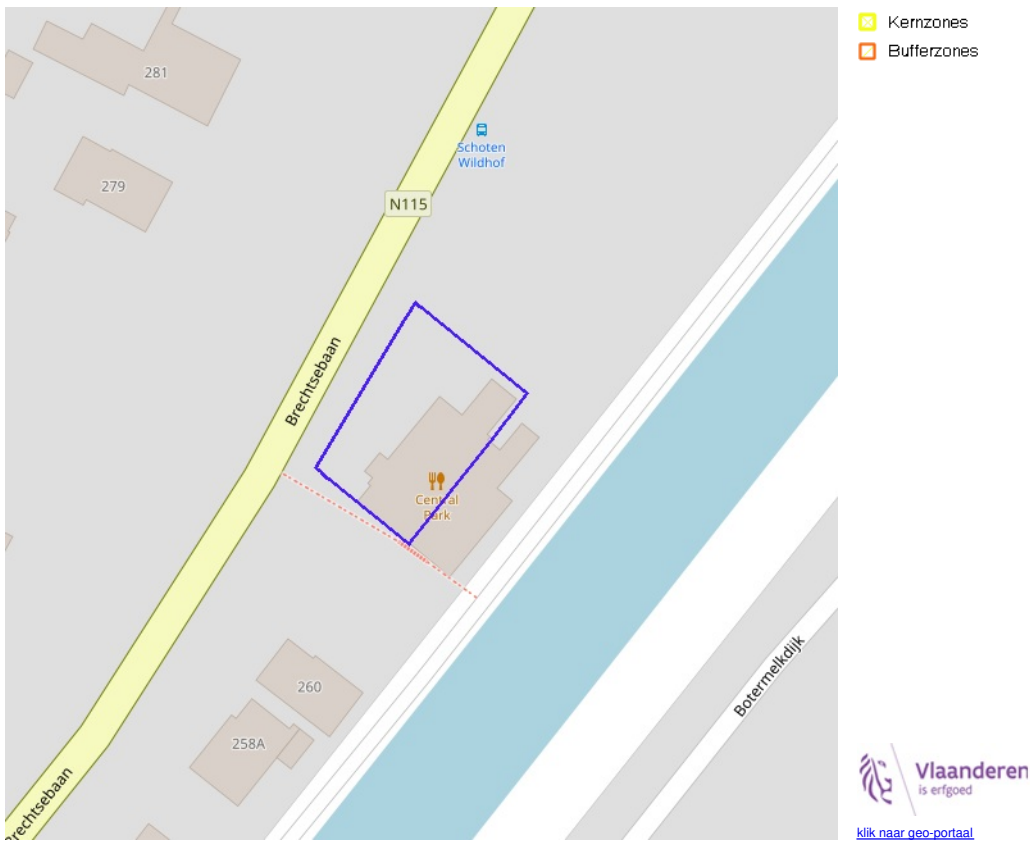 281
279
Schoten
Wildhof
N115
Brechtsebaan
Central
Park
260
258A
Botermelkdijk
rechtsebaan
Kernzones
Bufferzones
Vlaanderen
is erfgoed
klik naar geo-portaal